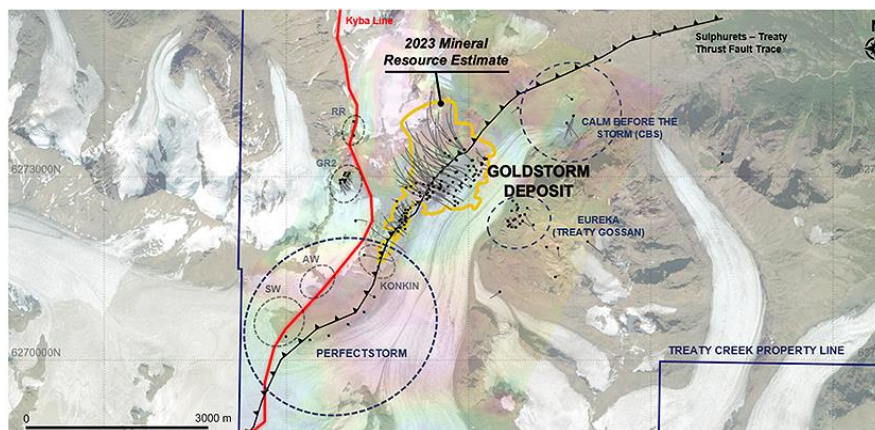 Kyba Line
2023 Mineral
Resource Estimate
Sulphurets – Treaty
Thrust Fault Trace
N
RR
CALM BEFORE THE
STORM (CBS)
GR2
6273000N
GOLDSTORM
DEPOSIT
EUREKA
(TREATY GOSSAN)
AW
SW
KONKIN
PERFECTSTORM
6270000N
TREATY CREEK PROPERTY LINE
0
3000 m